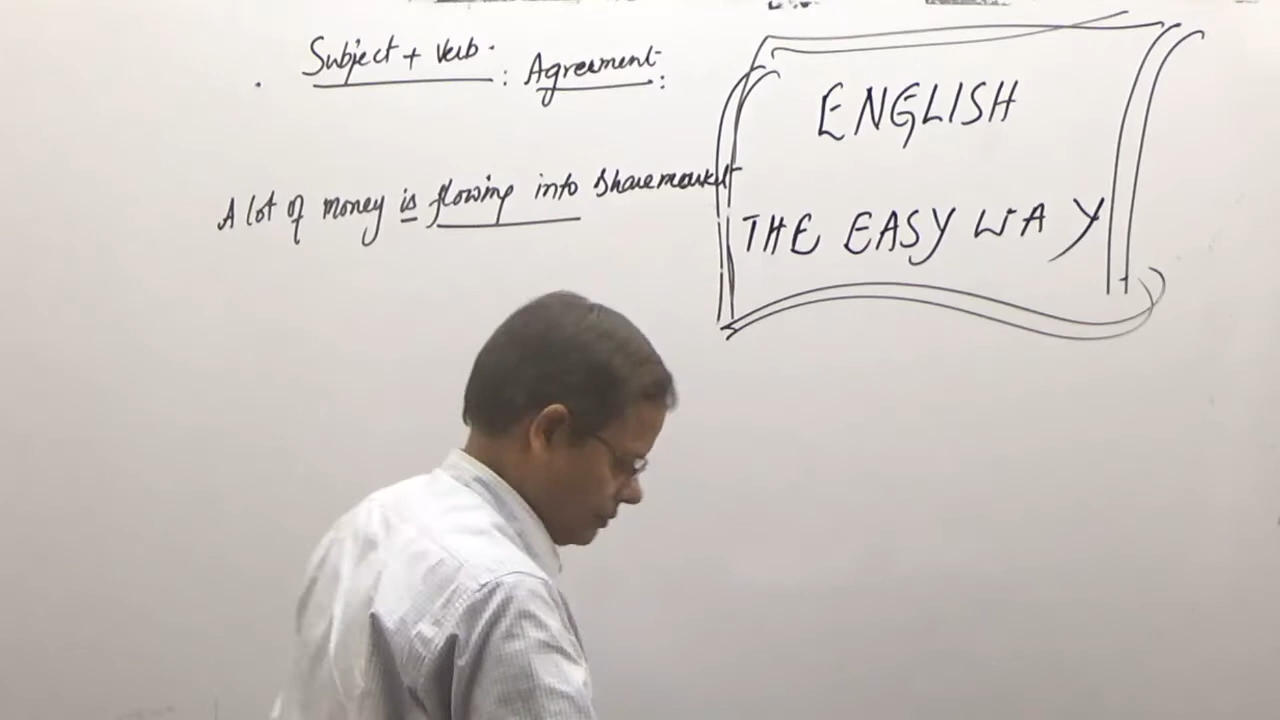 Subject + Verb : Agreement :
A lot of money is flowing into Sharemarket
ENGLISH
THE EASY WAY